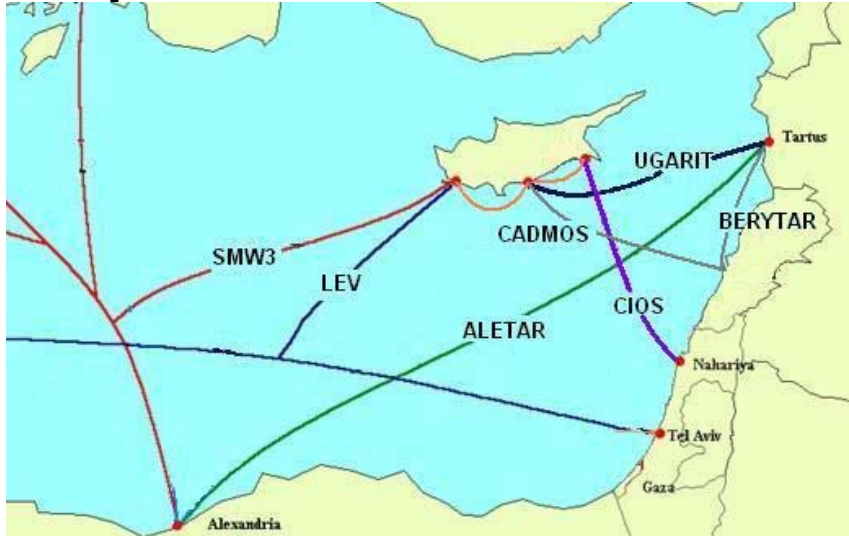 Tartus
UGARIT
BERYTAR
CADMOS
SMW3
LEV
CIOS
ALETAR
Nahariya
Tel Aviv
Gaza
Alexandria